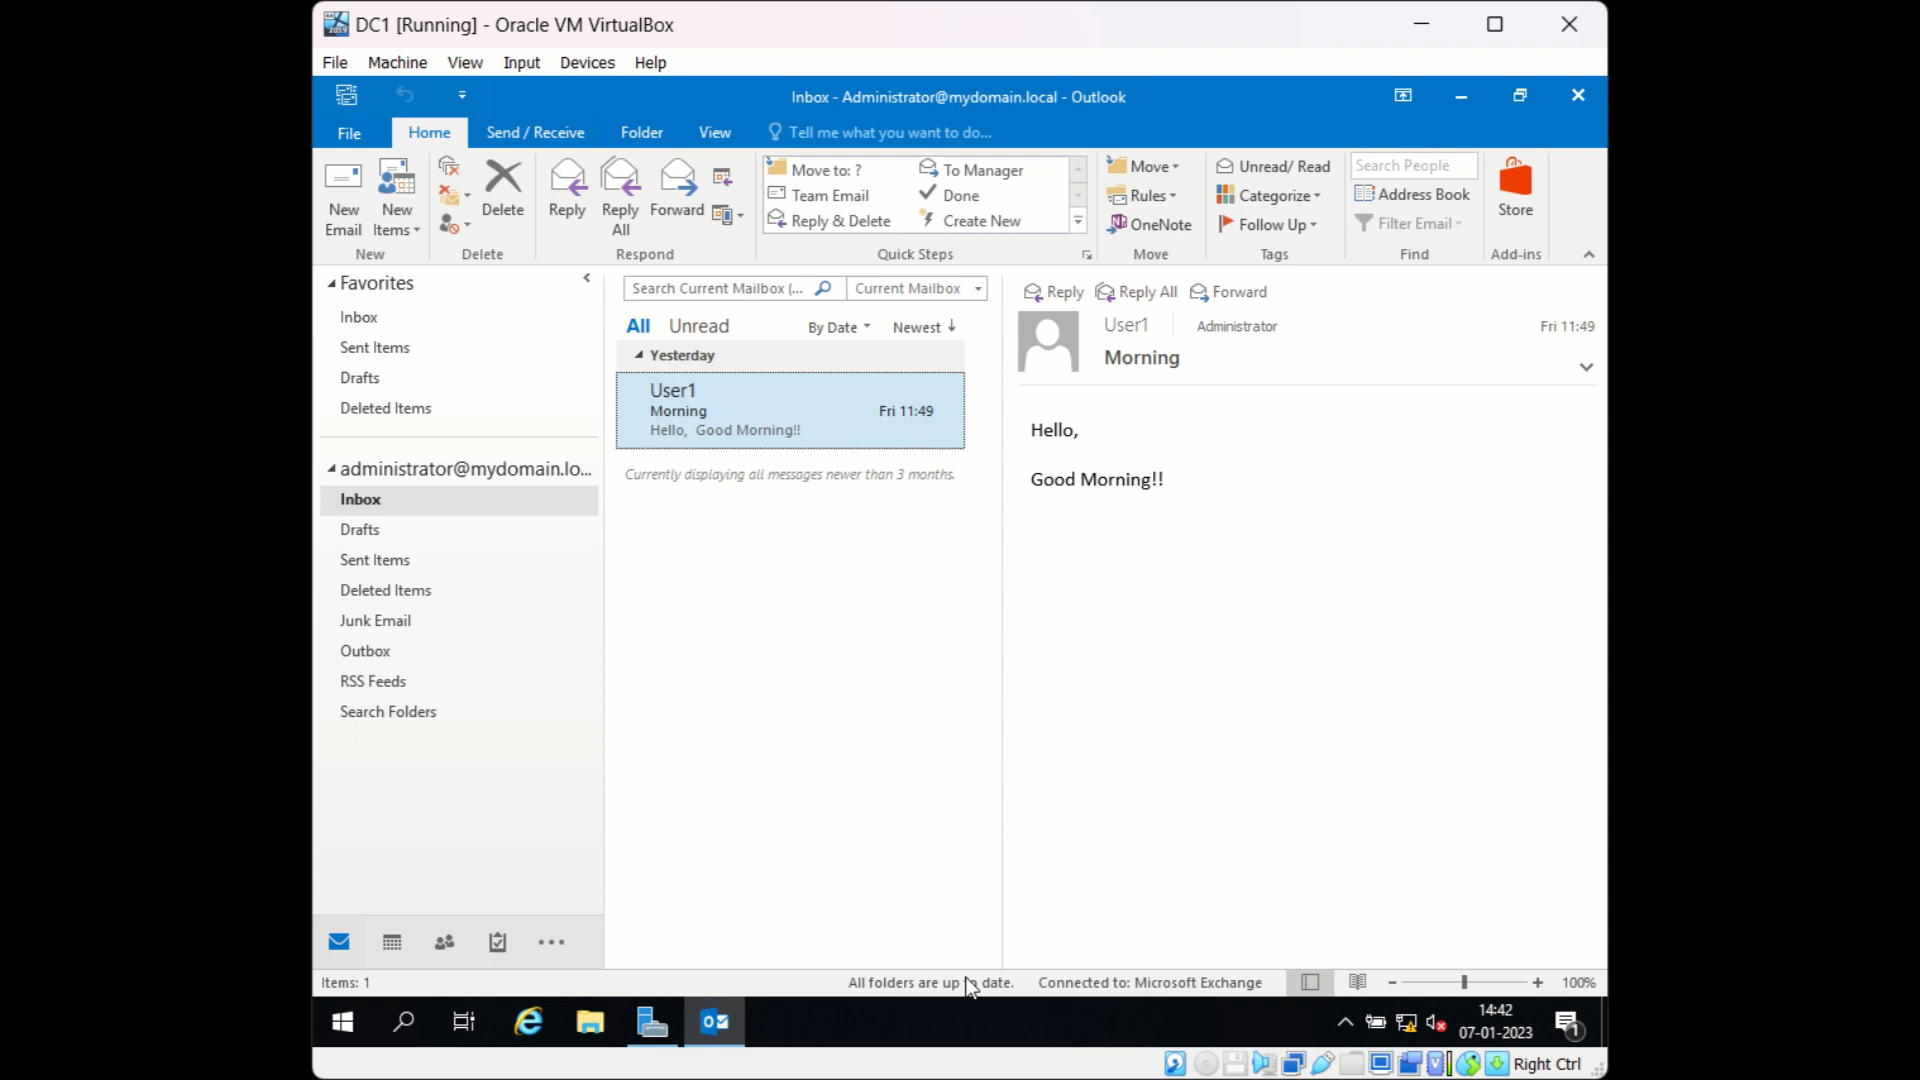 DC1 [Running] - Oracle VM VirtualBox
File Machine View Input Devices Help
Inbox - Administrator@mydomain.local - Outlook
File Home Send / Receive Folder View Tell me what you want to do...
New Email
New Items
Delete
Reply
Reply All
Forward
Move to: ?
Team Email
Reply & Delete
To Manager
Done
Create New
Move
Rules
OneNote
Unread/ Read
Categorize
Follow Up
Search People
Address Book
Filter Email
Store
New Delete Respond Quick Steps Move Tags Find Add-ins
Favorites
Inbox
Sent Items
Drafts
Deleted Items
administrator@mydomain.lo...
Inbox
Drafts
Sent Items
Deleted Items
Junk Email
Outbox
RSS Feeds
Search Folders
Search Current Mailbox (... Current Mailbox
All Unread By Date Newest
Yesterday
User1
Morning Fri 11:49
Hello, Good Morning!!
Currently displaying all messages newer than 3 months.
Reply Reply All Forward
User1 Administrator Fri 11:49
Morning
Hello,
Good Morning!!
Items: 1 All folders are up to date. Connected to: Microsoft Exchange 100%
14:42
07-01-2023
1
Right Ctrl